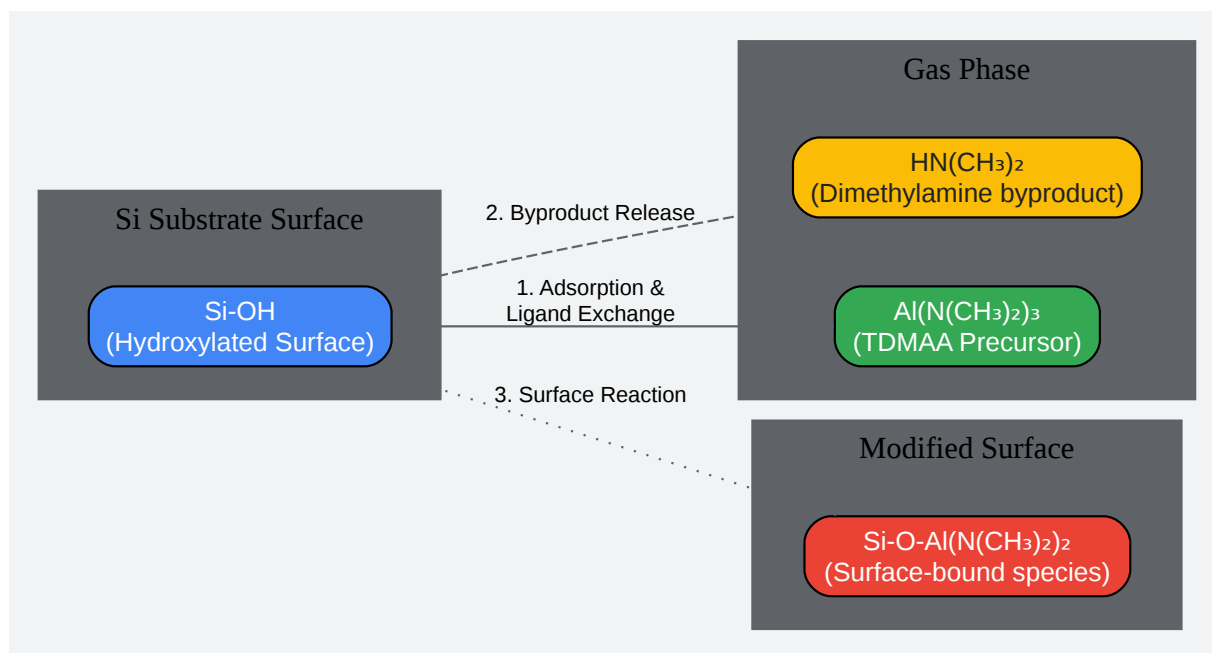 Gas Phase
HN(CH₃)₂
(Dimethylamine byproduct)
Si Substrate Surface
2. Byproduct Release
1. Adsorption &
Ligand Exchange
Si-OH
(Hydroxylated Surface)
Al(N(CH₃)₂)₃
(TDMAA Precursor)
3. Surface Reaction
Modified Surface
Si-O-Al(N(CH₃)₂)₂
(Surface-bound species)